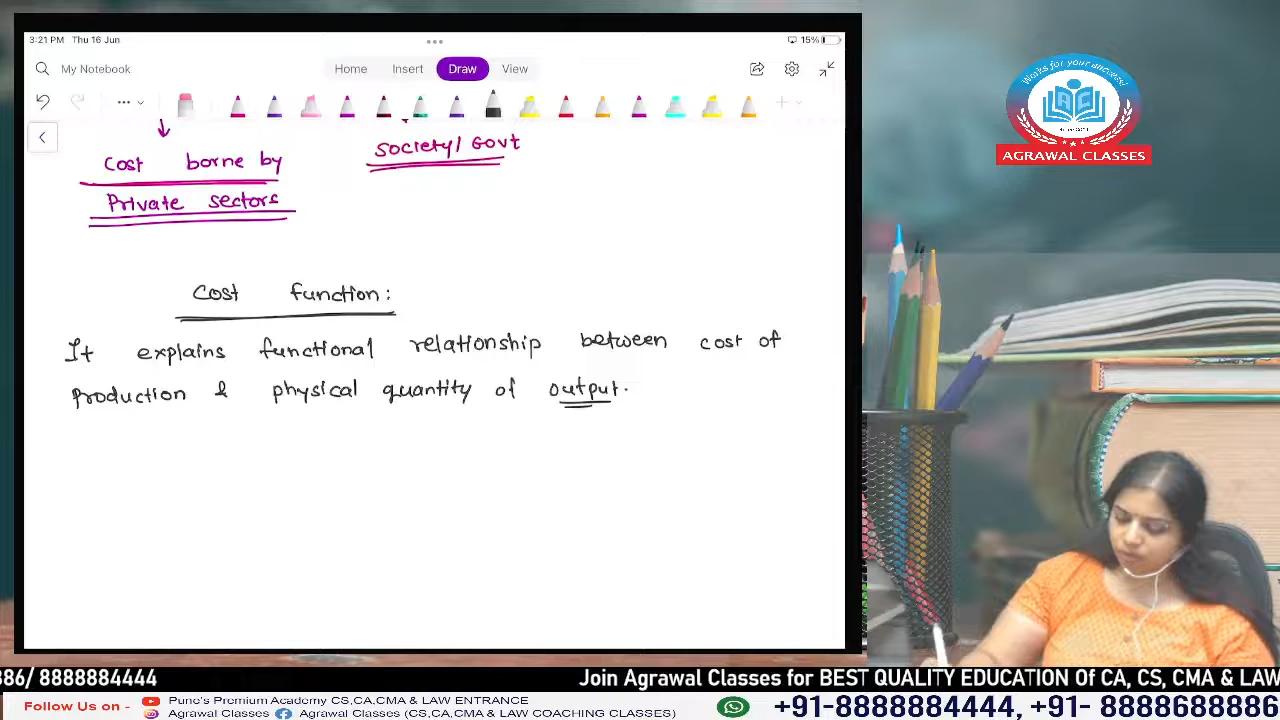 3:21 PM Thu 16 Jun
15%
My Notebook
Home Insert Draw View
Works for your success!
AC
AGRAWAL CLASSES
Cost borne by
Private sectors
society/ Govt
Cost function:
It explains functional relationship between cost of
Production & physical quantity of output.
386/ 8888884444
Join Agrawal Classes for BEST QUALITY EDUCATION Of CA, CS, CMA & LAW
Follow Us on -
Pune's Premium Academy CS,CA,CMA & LAW ENTRANCE
Agrawal Classes
Agrawal Classes (CS,CA,CMA & LAW COACHING CLASSES)
+91-8888884444, +91- 8888688886